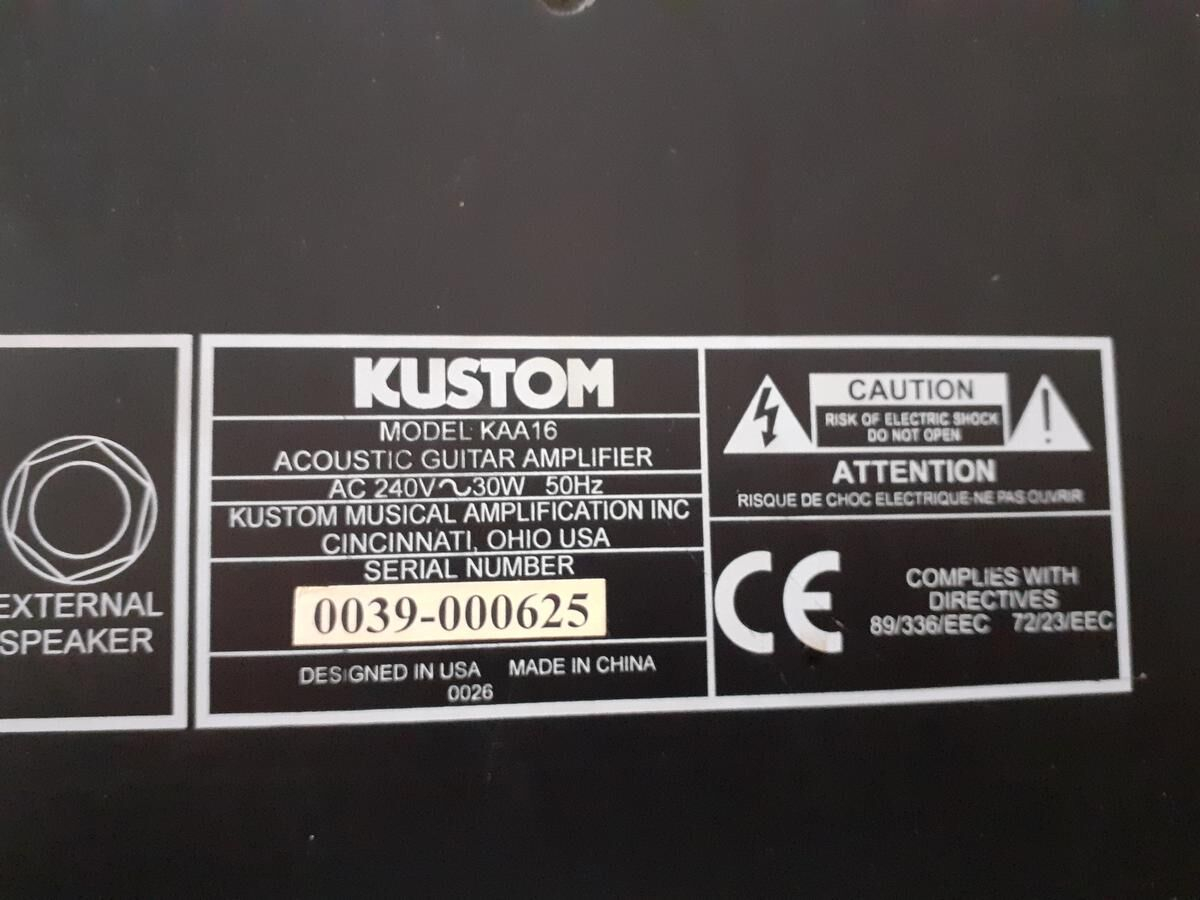 EXTERNAL
SPEAKER
KUSTOM
MODEL KAA16
ACOUSTIC GUITAR AMPLIFIER
AC 240V~30W 50Hz
KUSTOM MUSICAL AMPLIFICATION INC
CINCINNATI, OHIO USA
SERIAL NUMBER
0039-000625
DESIGNED IN USA MADE IN CHINA
0026
CAUTION
RISK OF ELECTRIC SHOCK
DO NOT OPEN
ATTENTION
RISQUE DE CHOC ELECTRIQUE-NE PAS OUVRIR
CE
COMPLIES WITH
DIRECTIVES
89/336/EEC 72/23/EEC